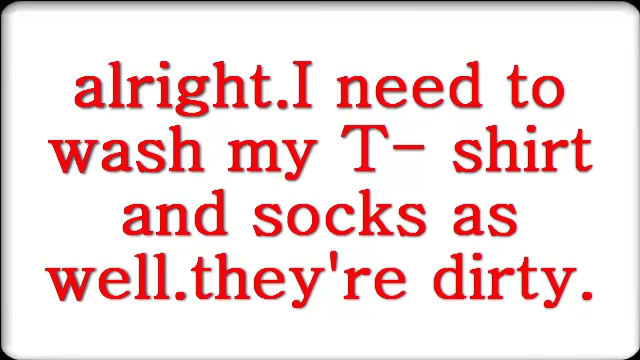 alright.I need to
wash my T- shirt
and socks as
well.they're dirty.